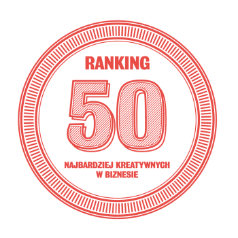 RANKING
50
NAJBARDZIEJ KREATYWNYCH
W BIZNESIE